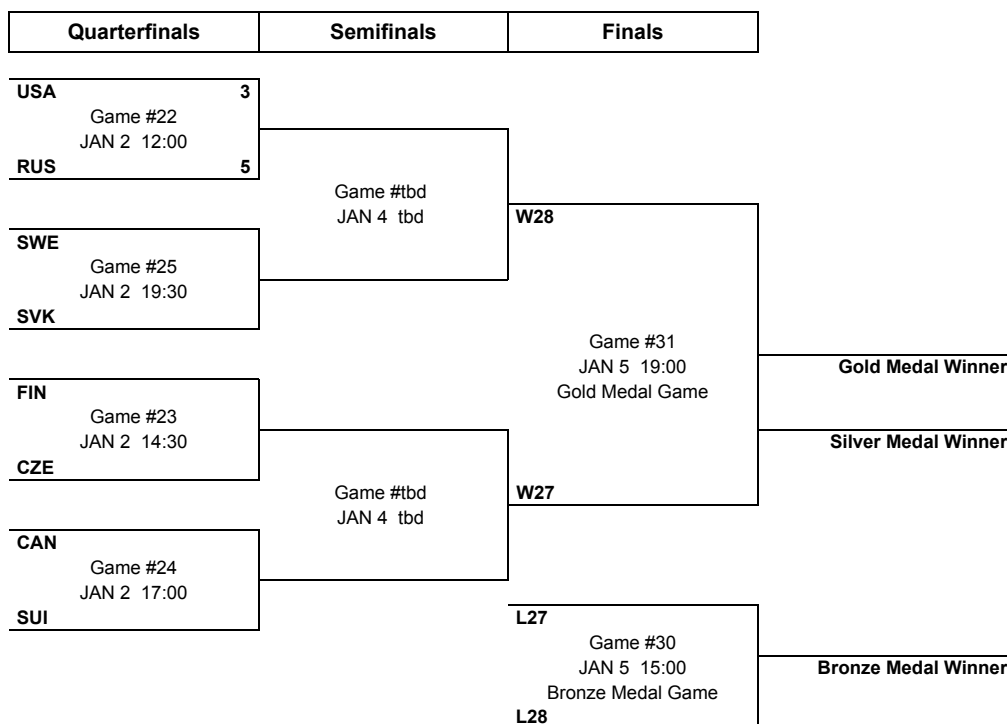 Quarterfinals Semifinals Finals
USA 3
Game #22
JAN 2 12:00
RUS 5
Game #tbd
JAN 4 tbd
W28
SWE
Game #25
JAN 2 19:30
SVK
Game #31
JAN 5 19:00
Gold Medal Game
Gold Medal Winner
Silver Medal Winner
FIN
Game #23
JAN 2 14:30
CZE
Game #tbd
JAN 4 tbd
W27
CAN
Game #24
JAN 2 17:00
SUI
L27
Game #30
JAN 5 15:00
Bronze Medal Game
L28
Bronze Medal Winner